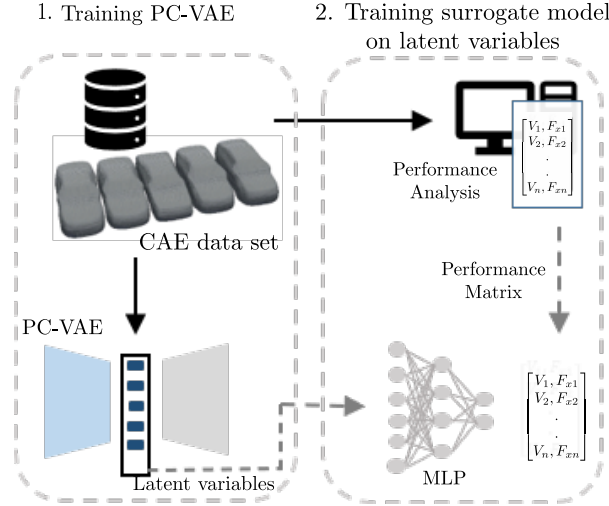 1. Training PC-VAE
2. Training surrogate model
on latent variables
CAE data set
Performance
Analysis
V₁, Fₓ₁
V₂, Fₓ₂
.
.
Vₙ, Fₓₙ
Performance
Matrix
PC-VAE
Latent variables
MLP
V₁, Fₓ₁
V₂, Fₓ₂
.
.
Vₙ, Fₓₙ